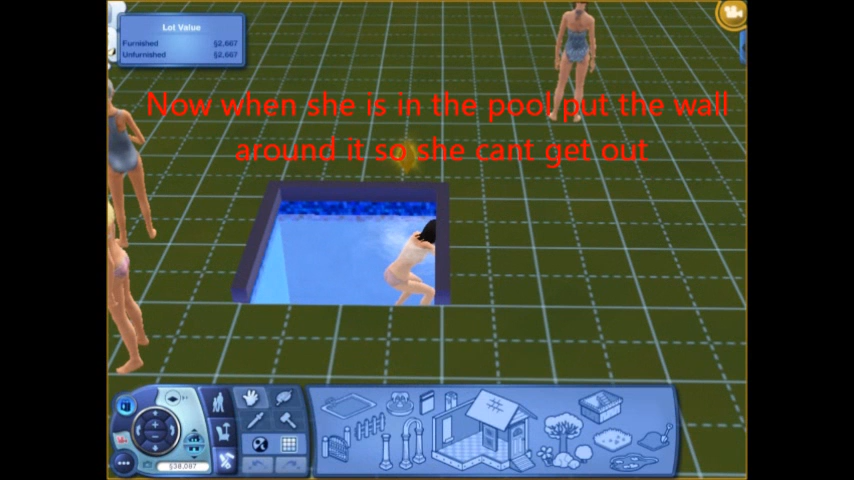 Lot Value
Furnished §2,667
Unfurnished §2,667
Now when she is in the pool put the wall
around it so she cant get out
§38,087